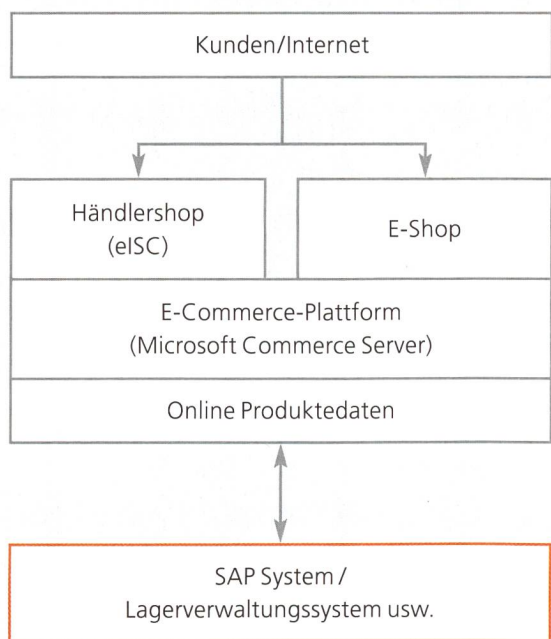 Kunden/Internet
Händlershop
(eISC)
E-Shop
E-Commerce-Plattform
(Microsoft Commerce Server)
Online Produktedaten
SAP System /
Lagerverwaltungssystem usw.